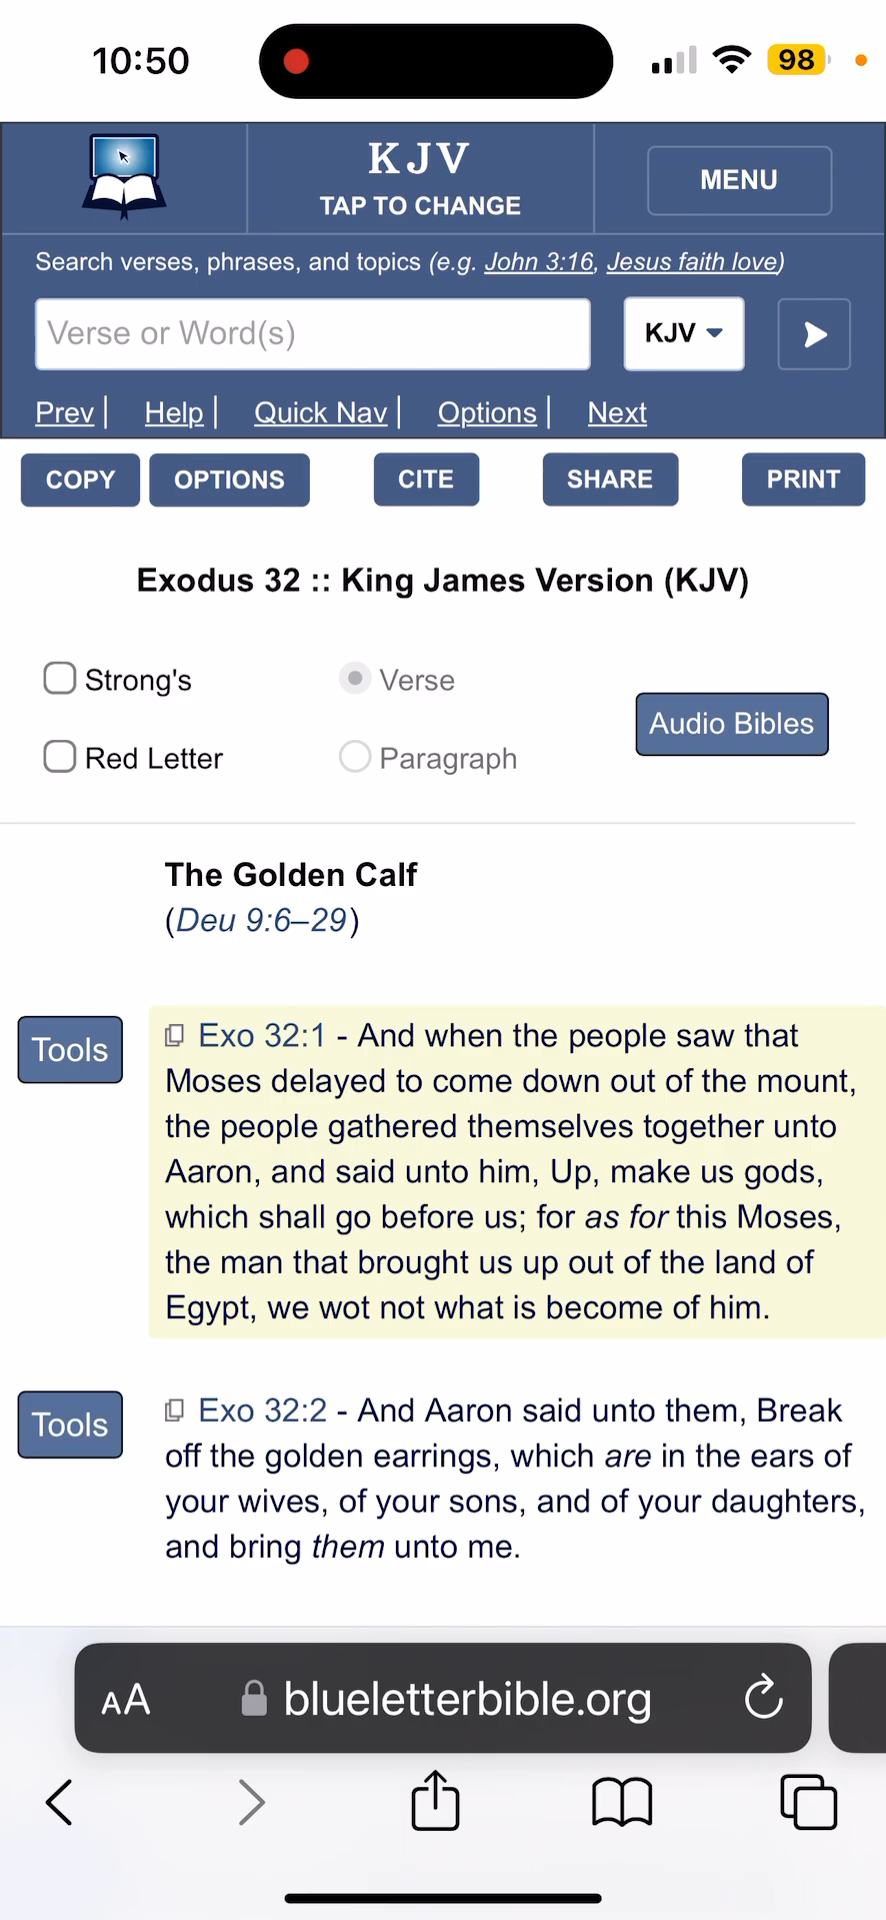 10:50
98
KJV
TAP TO CHANGE
MENU
Search verses, phrases, and topics (e.g. John 3:16, Jesus faith love)
Verse or Word(s)
KJV
Prev | Help | Quick Nav | Options | Next
COPY OPTIONS CITE SHARE PRINT
Exodus 32 :: King James Version (KJV)
Strong's
Verse
Audio Bibles
Red Letter
Paragraph
The Golden Calf
(Deu 9:6–29)
Tools
Exo 32:1 - And when the people saw that
Moses delayed to come down out of the mount,
the people gathered themselves together unto
Aaron, and said unto him, Up, make us gods,
which shall go before us; for as for this Moses,
the man that brought us up out of the land of
Egypt, we wot not what is become of him.
Tools
Exo 32:2 - And Aaron said unto them, Break
off the golden earrings, which are in the ears of
your wives, of your sons, and of your daughters,
and bring them unto me.
AA blueletterbible.org